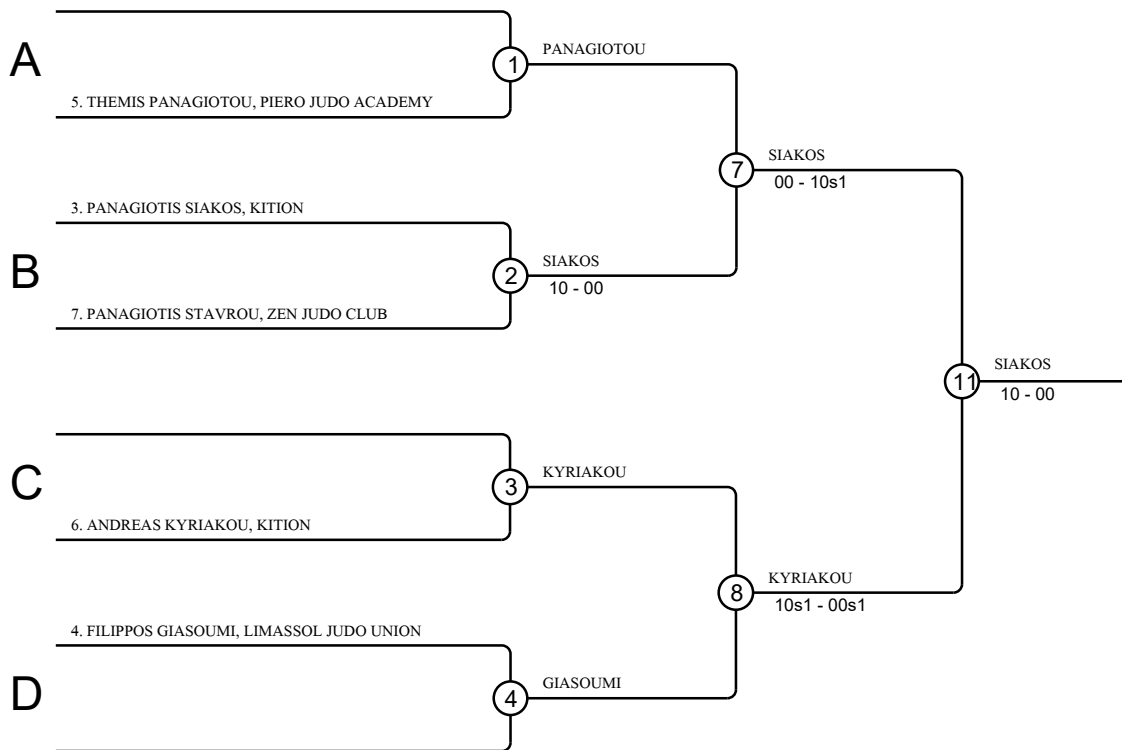 A
5. THEMIS PANAGIOTOU, PIERO JUDO ACADEMY
1
PANAGIOTOU
B
3. PANAGIOTIS SIAKOS, KITION
7. PANAGIOTIS STAVROU, ZEN JUDO CLUB
2
SIAKOS
10 - 00
7
SIAKOS
00 - 10s1
C
6. ANDREAS KYRIAKOU, KITION
3
KYRIAKOU
D
4. FILIPPOS GIASOUMI, LIMASSOL JUDO UNION
4
GIASOUMI
8
KYRIAKOU
10s1 - 00s1
11
SIAKOS
10 - 00